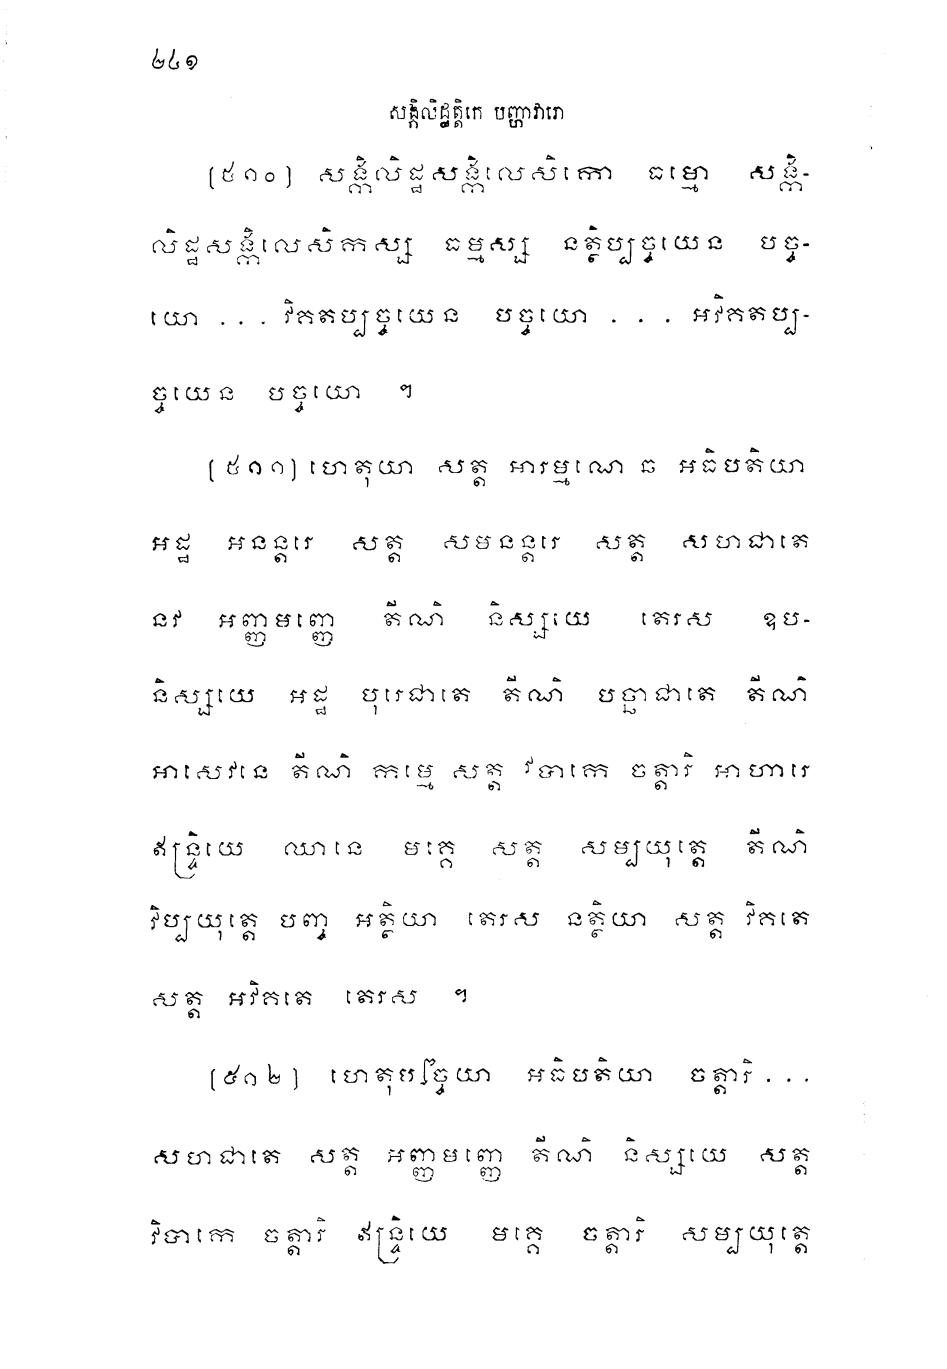 ២៤១
សង្កិលិដ្ឋត្តិកេ បញ្ហាវារោ
(៥១០) សង្កិលិដ្ឋសង្កិលេសិកោ ធម្មោ សង្កិ-
លិដ្ឋសង្កិលេសិកស្ស ធម្មស្ស នត្ថិប្បច្ចយេន បច្ច-
យោ . . . វិគតប្បច្ចយេន បច្ចយោ . . . អវិគតប្ប-
ច្ចយេន បច្ចយោ ។
(៥១១) ហេតុយា សត្ត អារម្មណេ ឆ អធិបតិយា
អដ្ឋ អនន្តរេ សត្ត សមនន្តរេ សត្ត សហជាតេ
នវ អញ្ញមញ្ញេ តីណិ និស្សយេ តេរស ឧប-
និស្សយេ អដ្ឋ បុរេជាតេ តីណិ បច្ឆាជាតេ តីណិ
អាសេវនេ តីណិ កម្មេ សត្ត វិបាកេ ចត្តារិ អាហារេ
ឥន្ទ្រិយេ ឈានេ មគ្គេ សត្ត សម្បយុត្តេ តីណិ
វិប្បយុត្តេ បញ្ច អត្ថិយា តេរស នត្ថិយា សត្ត វិគតេ
សត្ត អវិគតេ តេរស ។
(៥១២) ហេតុប្បច្ចយា អធិបតិយា ចត្តារិ . . .
សហជាតេ សត្ត អញ្ញមញ្ញេ តីណិ និស្សយេ សត្ត
វិបាកេ ចត្តារិ ឥន្ទ្រិយេ មគ្គេ ចត្តារិ សម្បយុត្តេ